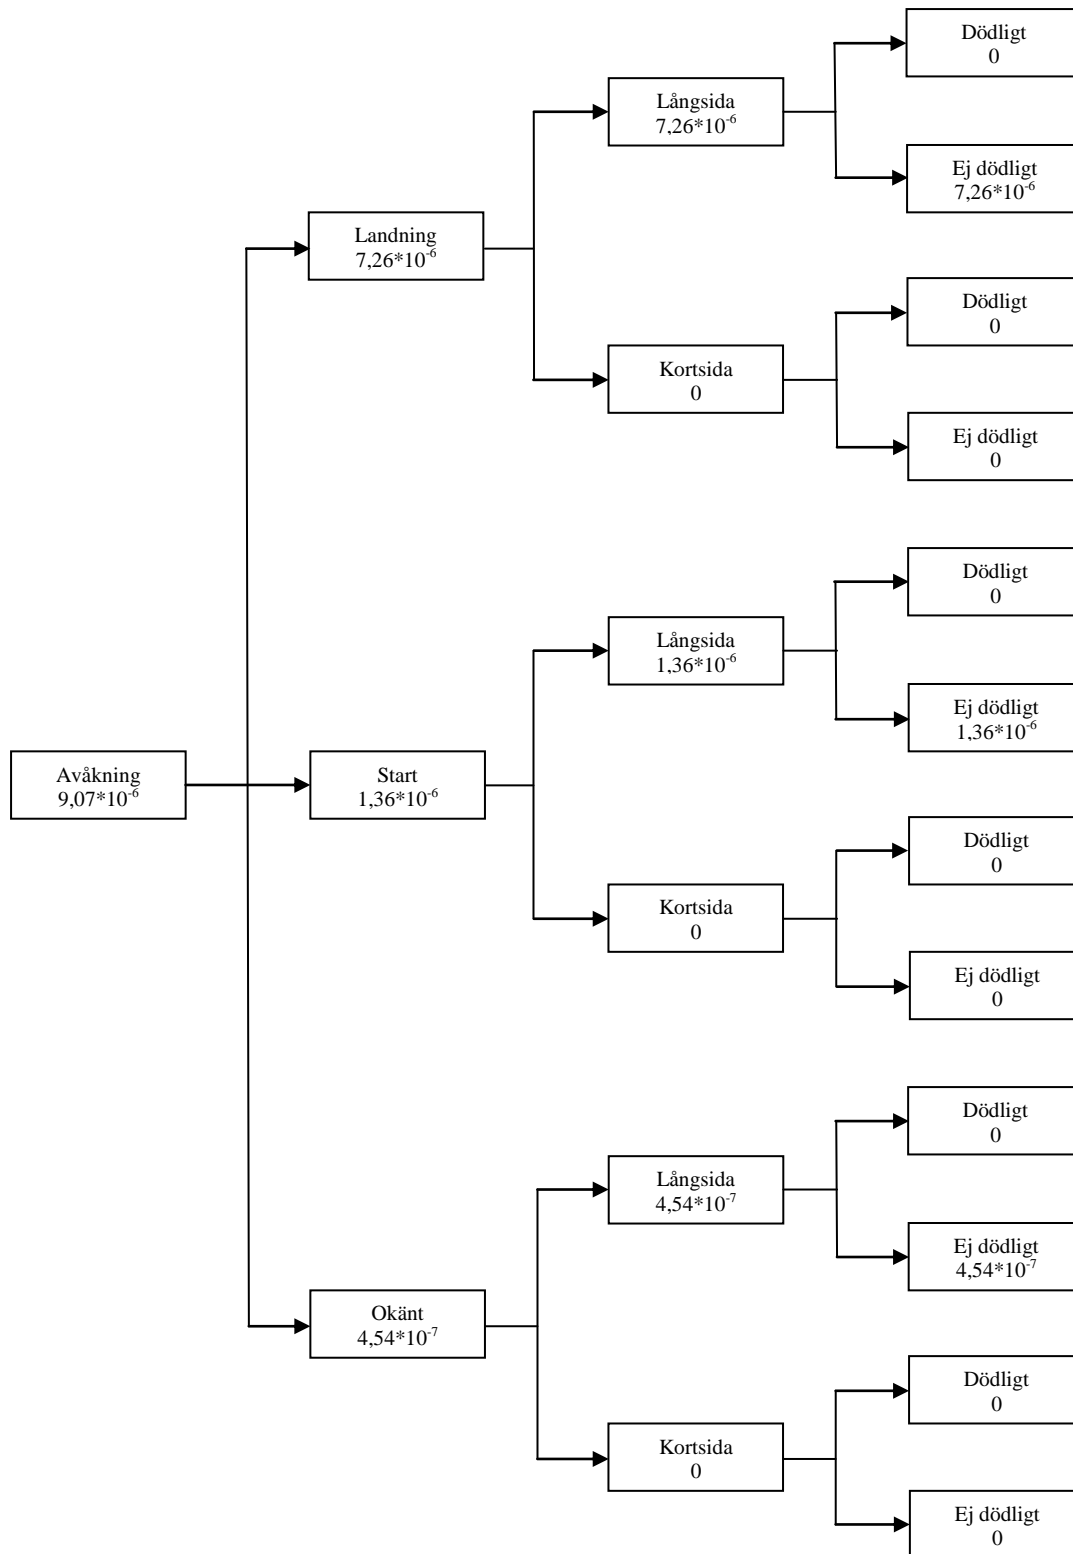 Dödligt
0
Långsida
7,26*10⁻⁶
Ej dödligt
7,26*10⁻⁶
Landning
7,26*10⁻⁶
Dödligt
0
Kortsida
0
Ej dödligt
0
Dödligt
0
Långsida
1,36*10⁻⁶
Ej dödligt
1,36*10⁻⁶
Avåkning
9,07*10⁻⁶
Start
1,36*10⁻⁶
Dödligt
0
Kortsida
0
Ej dödligt
0
Dödligt
0
Långsida
4,54*10⁻⁷
Ej dödligt
4,54*10⁻⁷
Okänt
4,54*10⁻⁷
Dödligt
0
Kortsida
0
Ej dödligt
0